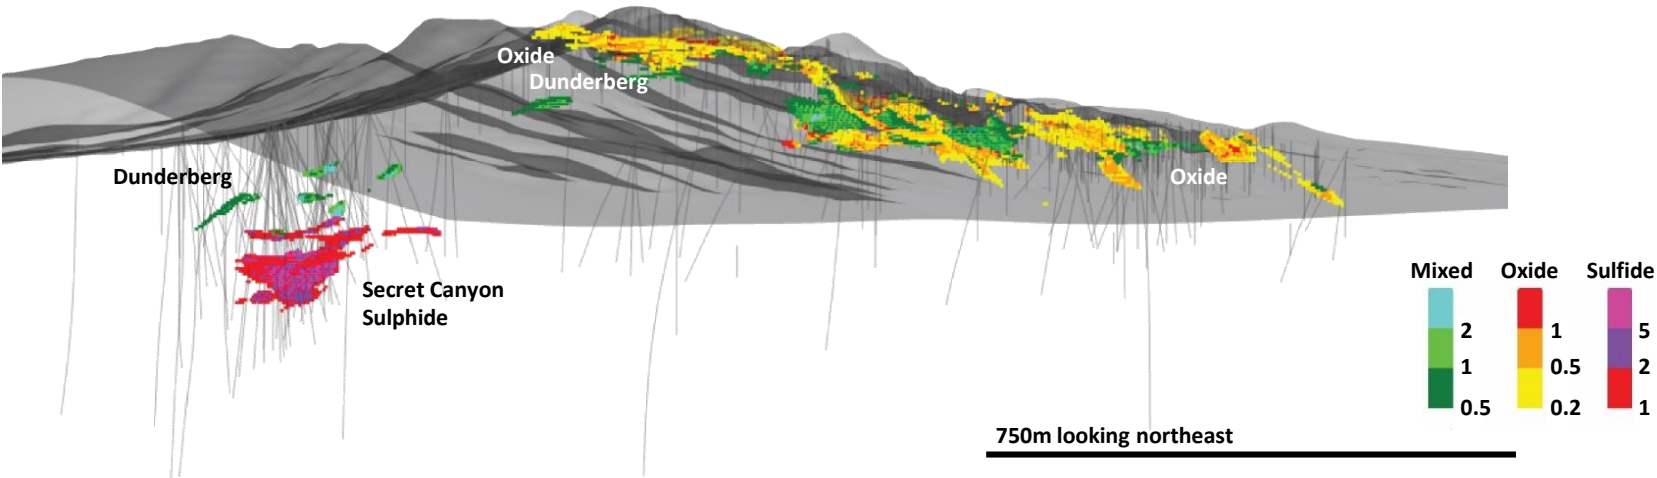 Oxide
Dunderberg
Dunderberg
Oxide
Secret Canyon
Sulphide
Mixed Oxide Sulfide
2 1 5
1 0.5 2
0.5 0.2 1
750m looking northeast